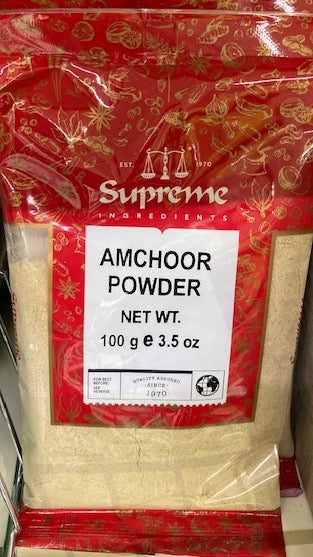 EST. 1970
Supreme
INGREDIENTS
AMCHOOR
POWDER
NET WT.
100 g e 3.5 oz
FOR BEST
BEFORE:
SEE
REVERSE
QUALITY ASSURED
-SINCE-
1970